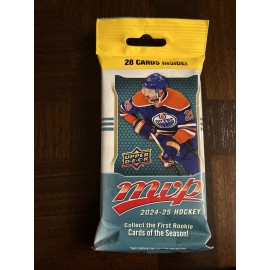 28 CARDS INSIDE!
UPPER
DECK
mvp
2024-25 HOCKEY
Collect the First Rookie
Cards of the Season!